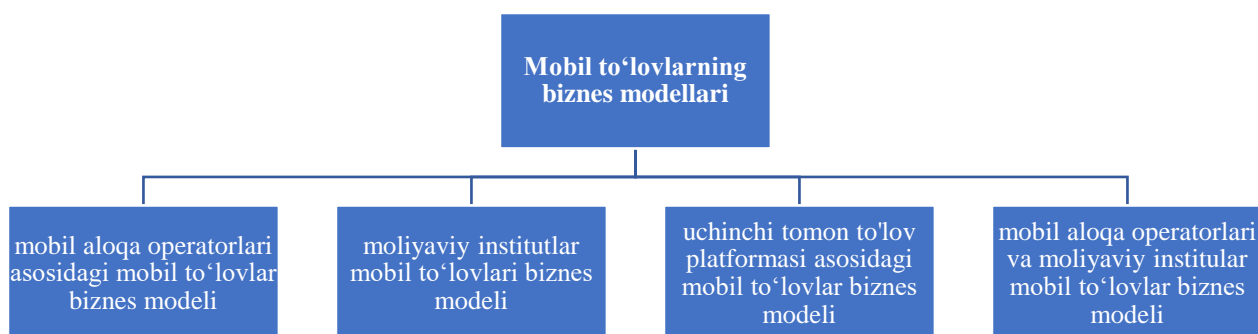 Mobil to‘lovlarning
biznes modellari
mobil aloqa operatorlari
asosidagi mobil to‘lovlar
biznes modeli
moliyaviy institutlar
mobil to‘lovlari biznes
modeli
uchinchi tomon to'lov
platformasi asosidagi
mobil to‘lovlar biznes
modeli
mobil aloqa operatorlari
va moliyaviy institular
mobil to‘lovlar biznes
modeli